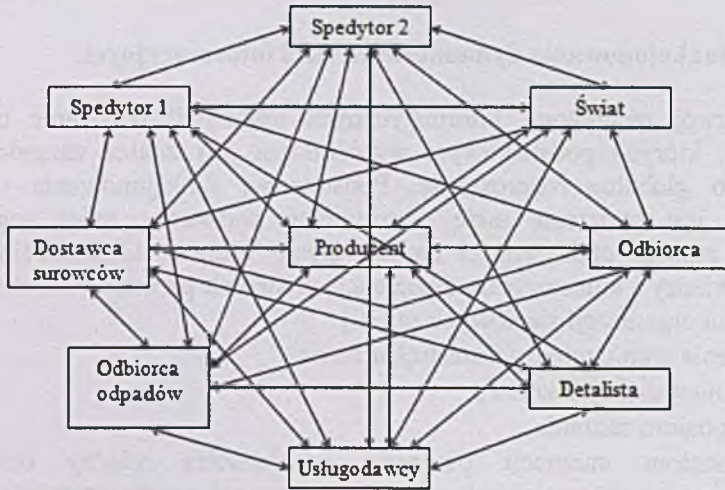 Spedytor 2
Spedytor 1
Świat
Dostawca
surowców
Producent
Odbiorca
Odbiorca
odpadów
Detalista
Usługodawcy